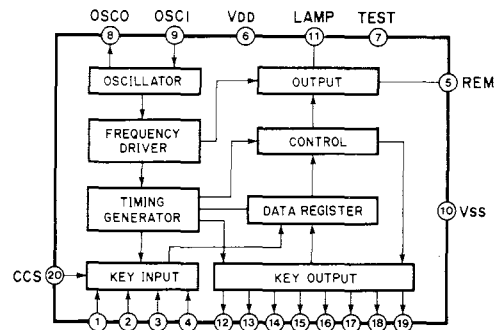 OSCO OSCI VDD LAMP TEST
8 9 6 11 7
OSCILLATOR OUTPUT
5 REM
FREQUENCY
DRIVER
CONTROL
TIMING
GENERATOR
DATA REGISTER
10 VSS
CCS 20 KEY INPUT KEY OUTPUT
1 2 3 4 12 13 14 15 16 17 18 19